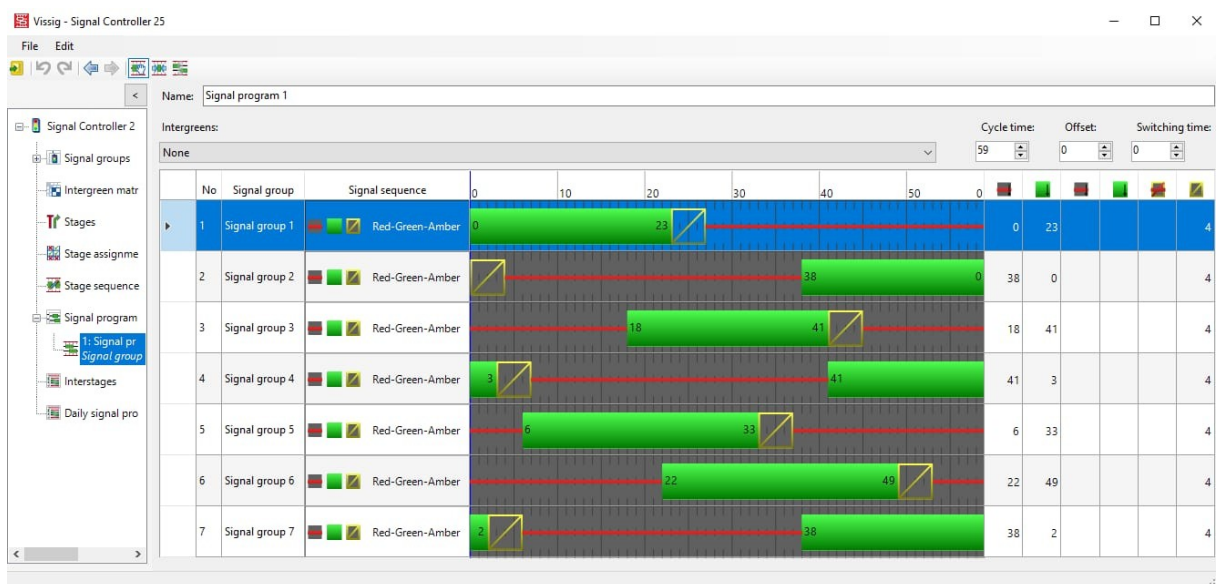 Vissig - Signal Controller 25
File Edit
<
Name: Signal program 1
Signal Controller 2
Signal groups
Intergreen matr
Stages
Stage assignme
Stage sequence
Signal program
1: Signal pr
Signal group
Interstages
Daily signal pro
Intergreens:
None
Cycle time: Offset: Switching time:
59 0 0
No Signal group Signal sequence 0 10 20 30 40 50 0
1 Signal group 1 Red-Green-Amber 0 23 0 23 4
2 Signal group 2 Red-Green-Amber 38 0 38 0 4
3 Signal group 3 Red-Green-Amber 18 41 18 41 4
4 Signal group 4 Red-Green-Amber 3 41 41 3 4
5 Signal group 5 Red-Green-Amber 6 33 6 33 4
6 Signal group 6 Red-Green-Amber 22 49 22 49 4
7 Signal group 7 Red-Green-Amber 2 38 38 2 4